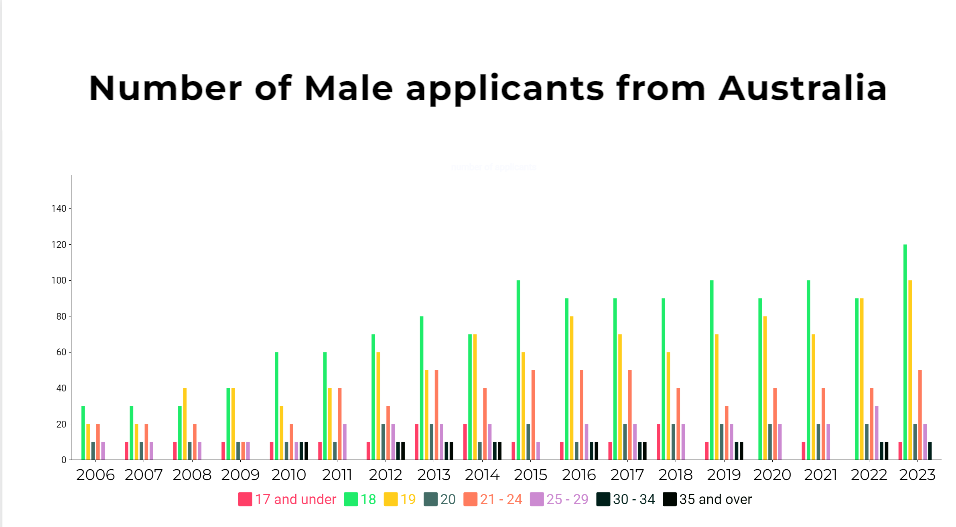 Number of Male applicants from Australia
140
120
100
80
60
40
20
0
2006 2007 2008 2009 2010 2011 2012 2013 2014 2015 2016 2017 2018 2019 2020 2021 2022 2023
17 and under 18 19 20 21 - 24 25 - 29 30 - 34 35 and over